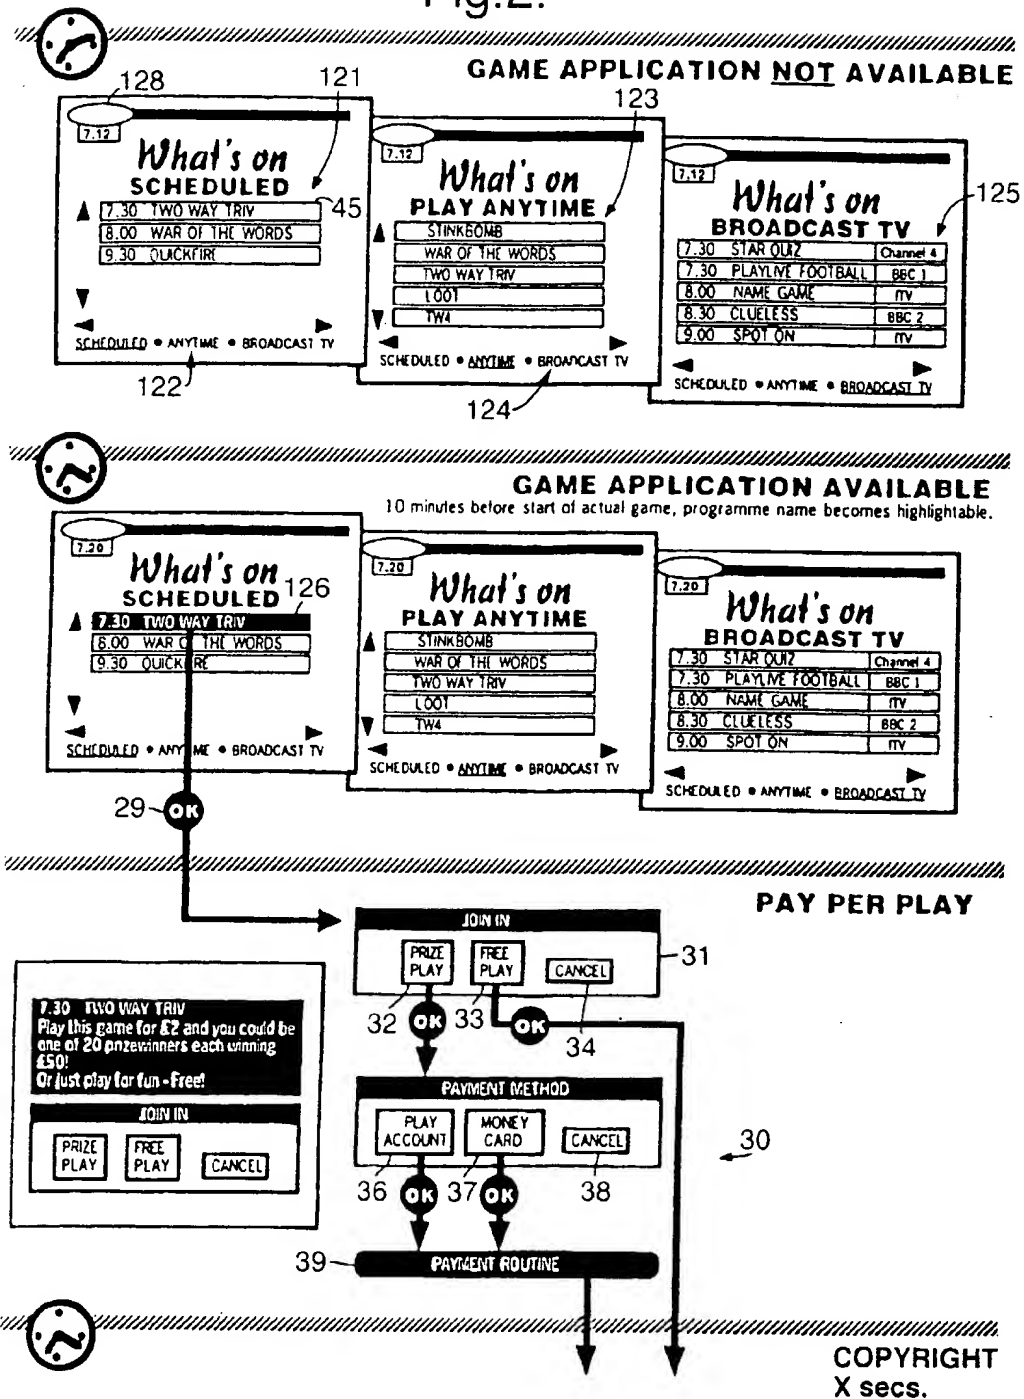 Fig.2.
GAME APPLICATION NOT AVAILABLE
128
121
123
125
7.12
What's on
SCHEDULED
7.30 TWO WAY TRIV
45
8.00 WAR OF THE WORDS
9.30 QUICKFIRE
SCHEDULED • ANYTIME • BROADCAST TV
122
7.12
What's on
PLAY ANYTIME
STINKBOMB
WAR OF THE WORDS
TWO WAY TRIV
LOOT
TW4
SCHEDULED • ANYTIME • BROADCAST TV
124
7.12
What's on
BROADCAST TV
7.30 STAR QUIZ Channel 4
7.30 PLAYLIVE FOOTBALL BBC 1
8.00 NAME GAME ITV
8.30 CLUELESS BBC 2
9.00 SPOT ON ITV
SCHEDULED • ANYTIME • BROADCAST TV
GAME APPLICATION AVAILABLE
10 minutes before start of actual game, programme name becomes highlightable.
7.20
What's on
SCHEDULED
126
7.30 TWO WAY TRIV
8.00 WAR OF THE WORDS
9.30 QUICKFIRE
SCHEDULED • ANYTIME • BROADCAST TV
7.20
What's on
PLAY ANYTIME
STINKBOMB
WAR OF THE WORDS
TWO WAY TRIV
LOOT
TW4
SCHEDULED • ANYTIME • BROADCAST TV
7.20
What's on
BROADCAST TV
7.30 STAR QUIZ Channel 4
7.30 PLAYLIVE FOOTBALL BBC 1
8.00 NAME GAME ITV
8.30 CLUELESS BBC 2
9.00 SPOT ON ITV
SCHEDULED • ANYTIME • BROADCAST TV
29
OK
PAY PER PLAY
JOIN IN
PRIZE PLAY
FREE PLAY
CANCEL
31
32
OK
33
OK
34
7.30 TWO WAY TRIV
Play this game for £2 and you could be
one of 20 prizewinners each winning
£50!
Or just play for fun - Free!
JOIN IN
PRIZE PLAY
FREE PLAY
CANCEL
PAYMENT METHOD
PLAY ACCOUNT
MONEY CARD
CANCEL
30
36
OK
37
OK
38
39
PAYMENT ROUTINE
COPYRIGHT
X secs.